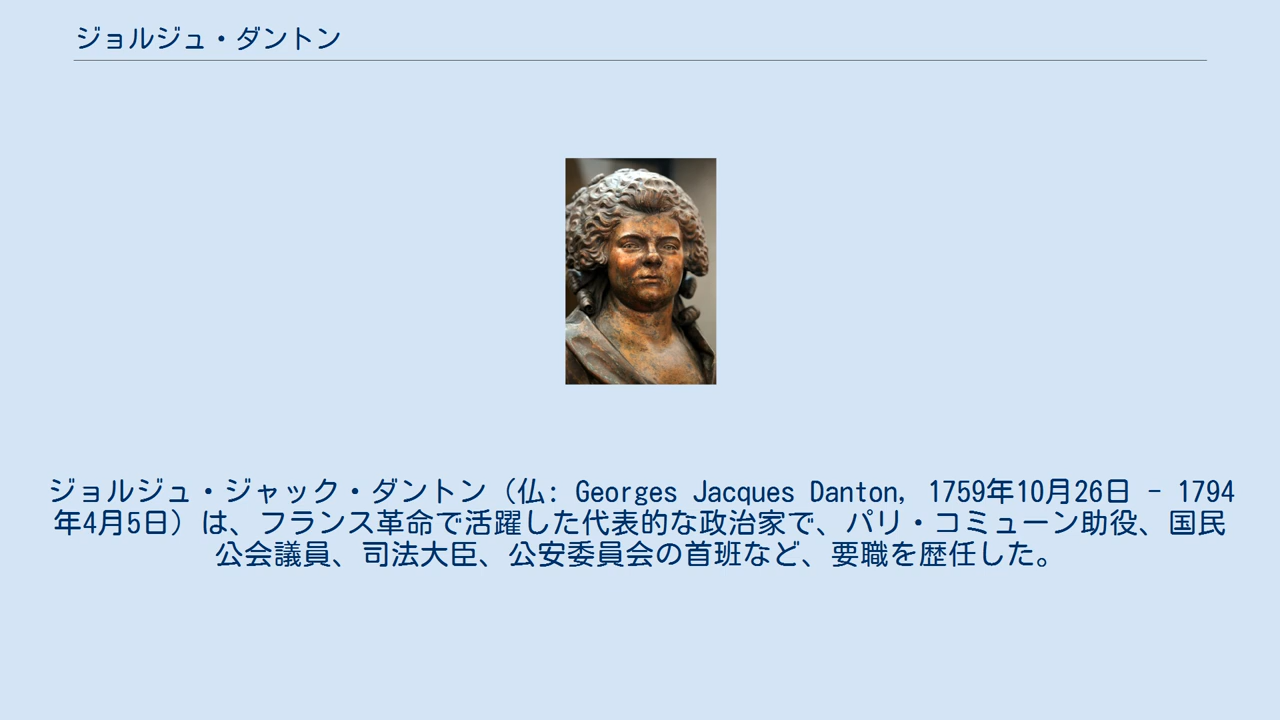 ジョルジュ・ダントン
ジョルジュ・ジャック・ダントン（仏: Georges Jacques Danton, 1759年10月26日 - 1794
年4月5日）は、フランス革命で活躍した代表的な政治家で、パリ・コミューン助役、国民
公会議員、司法大臣、公安委員会の首班など、要職を歴任した。